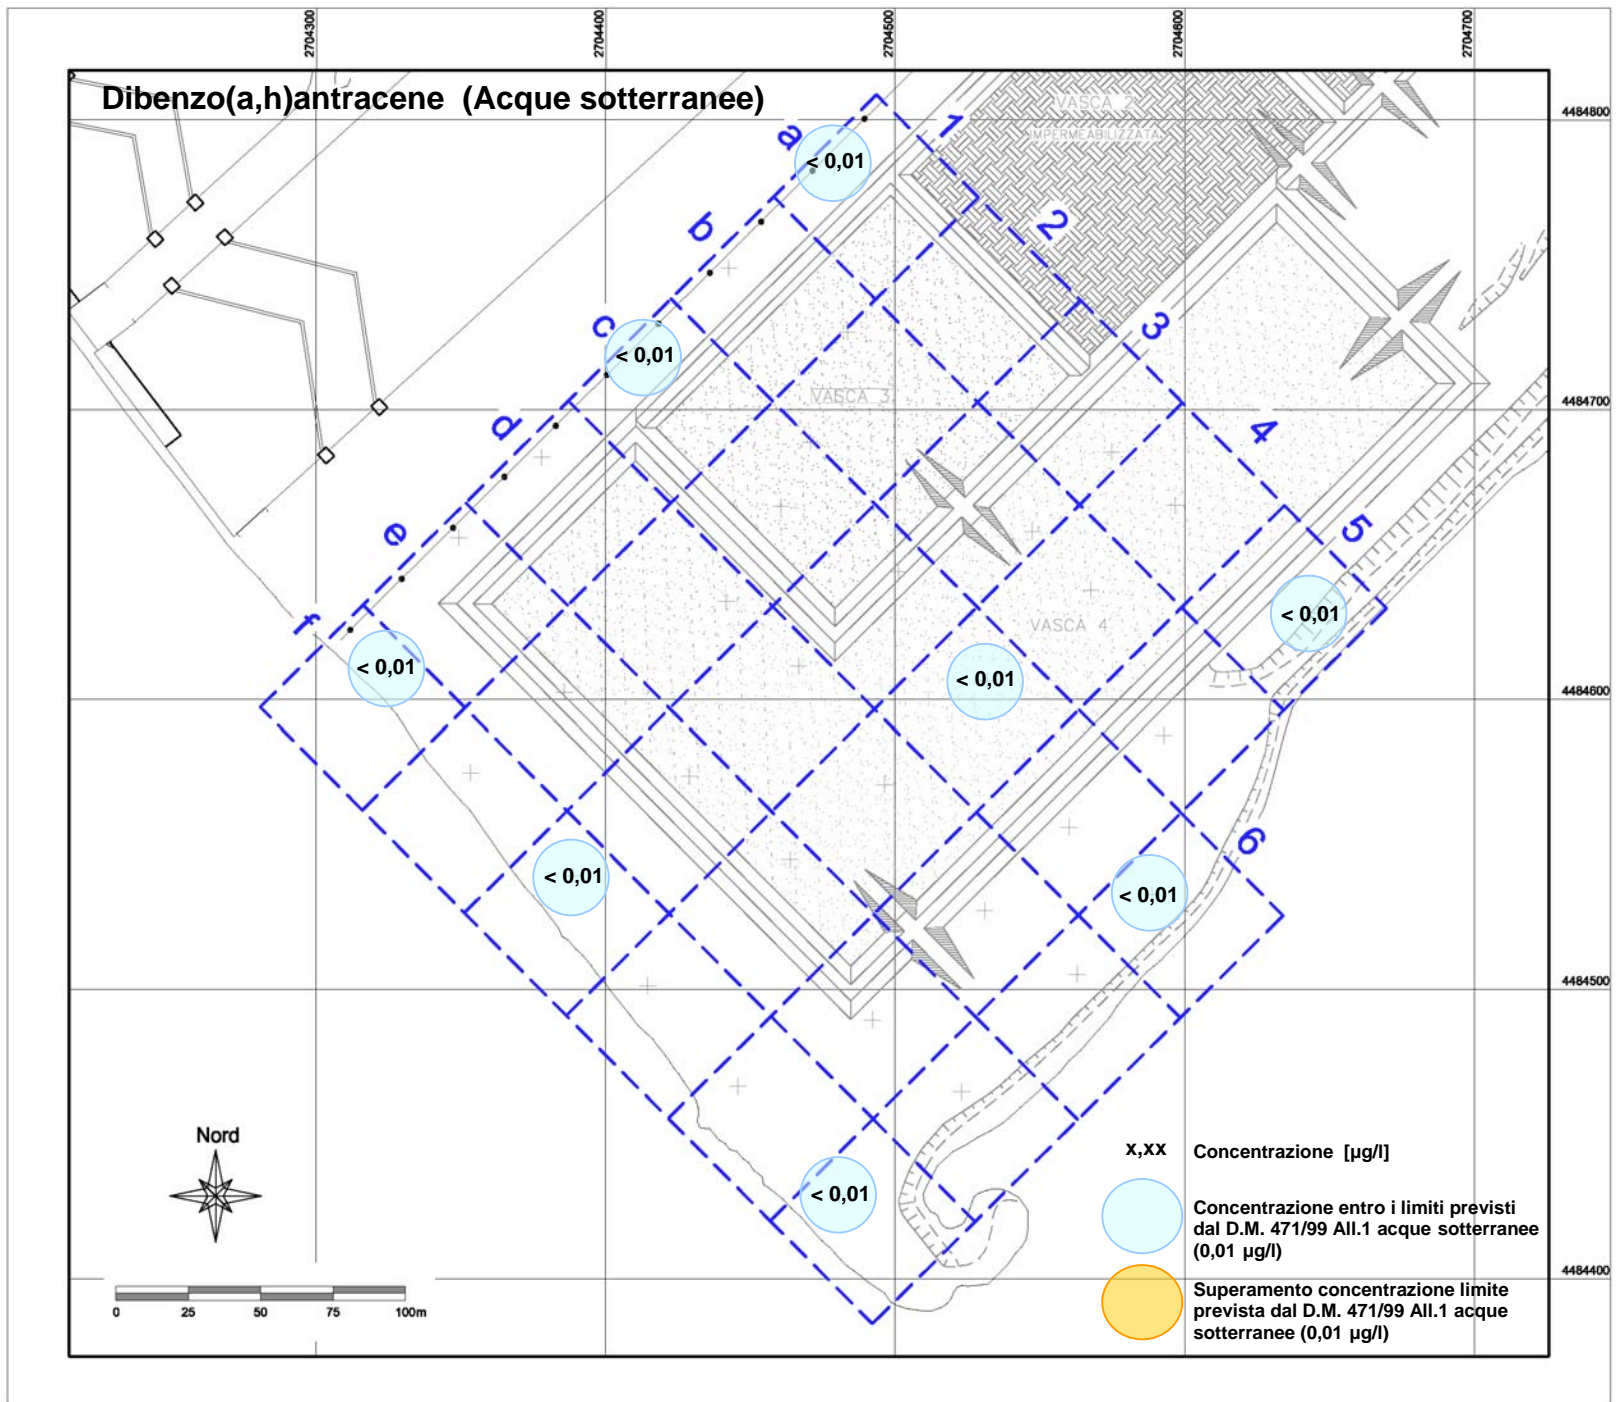 2704300
2704400
2704500
2704600
2704700
Dibenzo(a,h)antracene (Acque sotterranee)
VASCA 2
IMPERMEABILIZZATA
4484800
a
1
< 0,01
b
2
c
3
< 0,01
VASCA 3
4484700
d
4
e
5
f
< 0,01
VASCA 4
< 0,01
< 0,01
4484600
6
< 0,01
< 0,01
4484500
Nord
x,xx Concentrazione [µg/l]
< 0,01
Concentrazione entro i limiti previsti
dal D.M. 471/99 All.1 acque sotterranee
(0,01 µg/l)
4484400
Superamento concentrazione limite
prevista dal D.M. 471/99 All.1 acque
sotterranee (0,01 µg/l)
0 25 50 75 100m